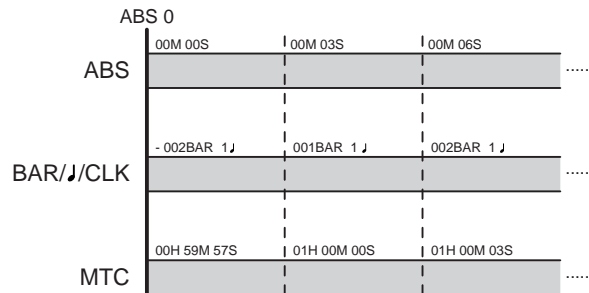 ABS 0
00M 00S 00M 03S 00M 06S
ABS .....
- 002BAR 1♩ 001BAR 1♩ 002BAR 1♩
BAR/♩/CLK .....
00H 59M 57S 01H 00M 00S 01H 00M 03S
MTC .....